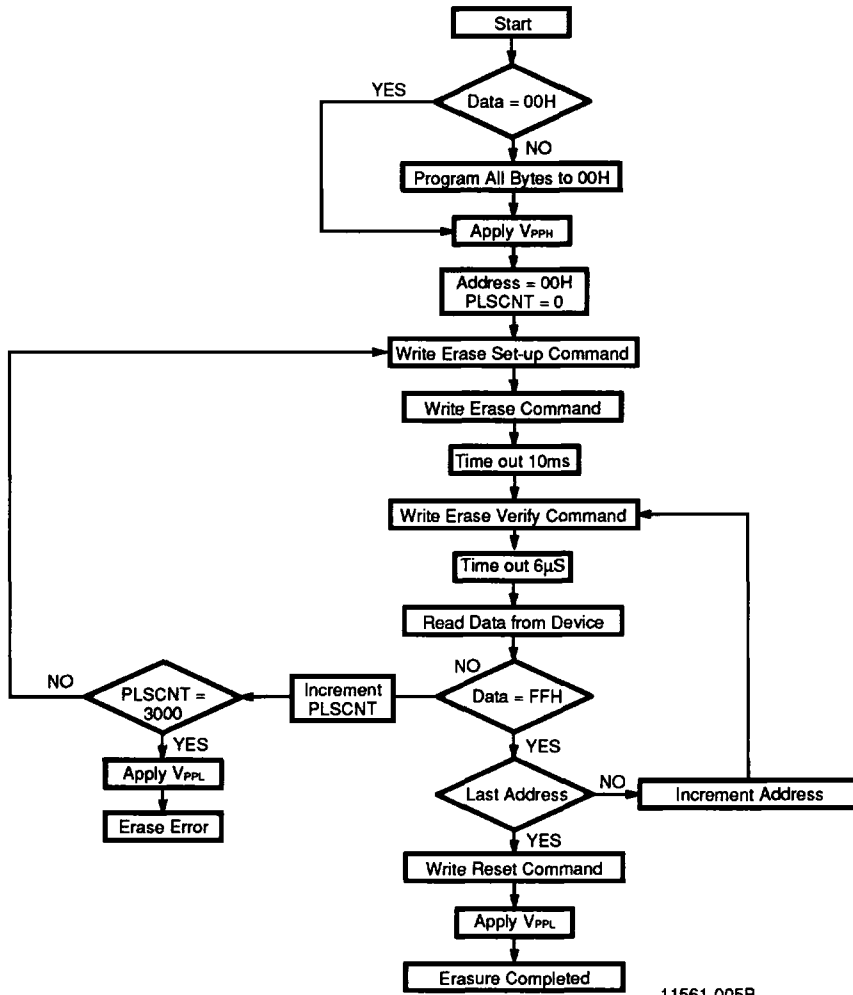 Start
YES
Data = 00H
NO
Program All Bytes to 00H
Apply VPPH
Address = 00H
PLSCNT = 0
Write Erase Set-up Command
Write Erase Command
Time out 10ms
Write Erase Verify Command
Time out 6µS
Read Data from Device
NO
Data = FFH
Increment
PLSCNT
NO
PLSCNT =
3000
YES
Apply VPPL
Erase Error
YES
Last Address
NO
Increment Address
YES
Write Reset Command
Apply VPPL
Erasure Completed
11561-005B